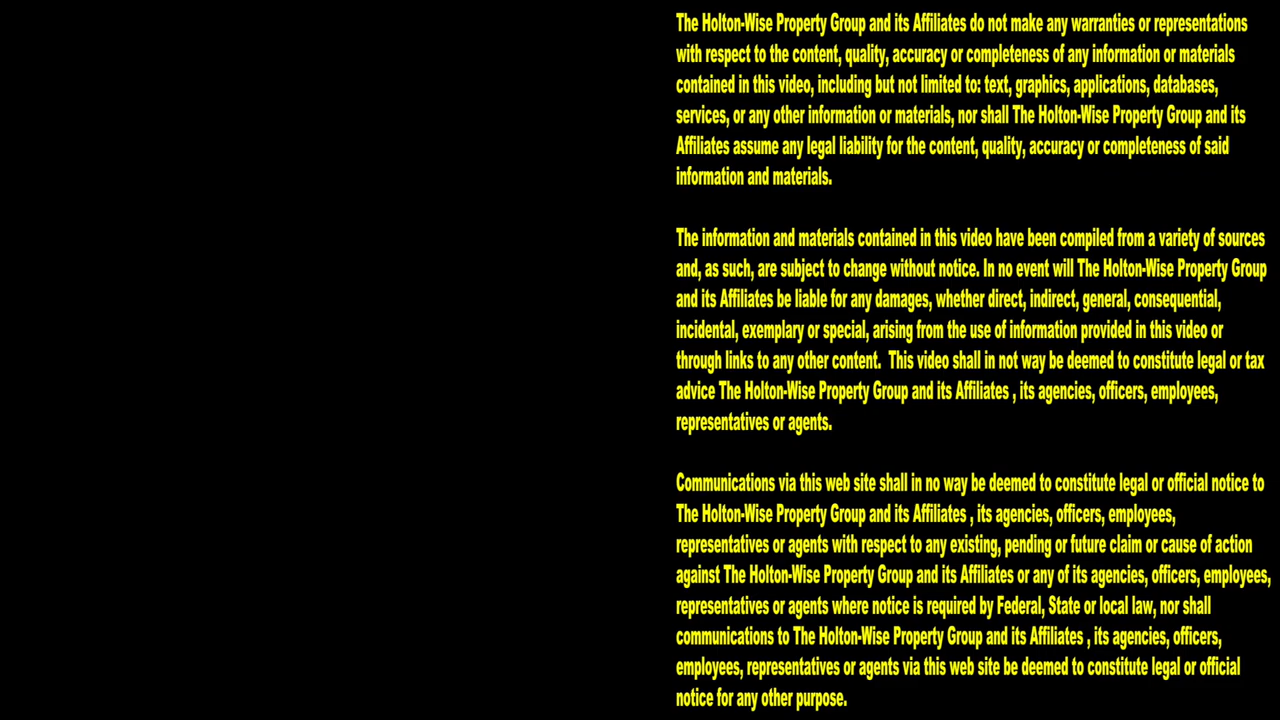 The Holton-Wise Property Group and its Affiliates do not make any warranties or representations
with respect to the content, quality, accuracy or completeness of any information or materials
contained in this video, including but not limited to: text, graphics, applications, databases,
services, or any other information or materials, nor shall The Holton-Wise Property Group and its
Affiliates assume any legal liability for the content, quality, accuracy or completeness of said
information and materials.
The information and materials contained in this video have been compiled from a variety of sources
and, as such, are subject to change without notice. In no event will The Holton-Wise Property Group
and its Affiliates be liable for any damages, whether direct, indirect, general, consequential,
incidental, exemplary or special, arising from the use of information provided in this video or
through links to any other content.  This video shall in not way be deemed to constitute legal or tax
advice The Holton-Wise Property Group and its Affiliates , its agencies, officers, employees,
representatives or agents.
Communications via this web site shall in no way be deemed to constitute legal or official notice to
The Holton-Wise Property Group and its Affiliates , its agencies, officers, employees,
representatives or agents with respect to any existing, pending or future claim or cause of action
against The Holton-Wise Property Group and its Affiliates or any of its agencies, officers, employees,
representatives or agents where notice is required by Federal, State or local law, nor shall
communications to The Holton-Wise Property Group and its Affiliates , its agencies, officers,
employees, representatives or agents via this web site be deemed to constitute legal or official
notice for any other purpose.